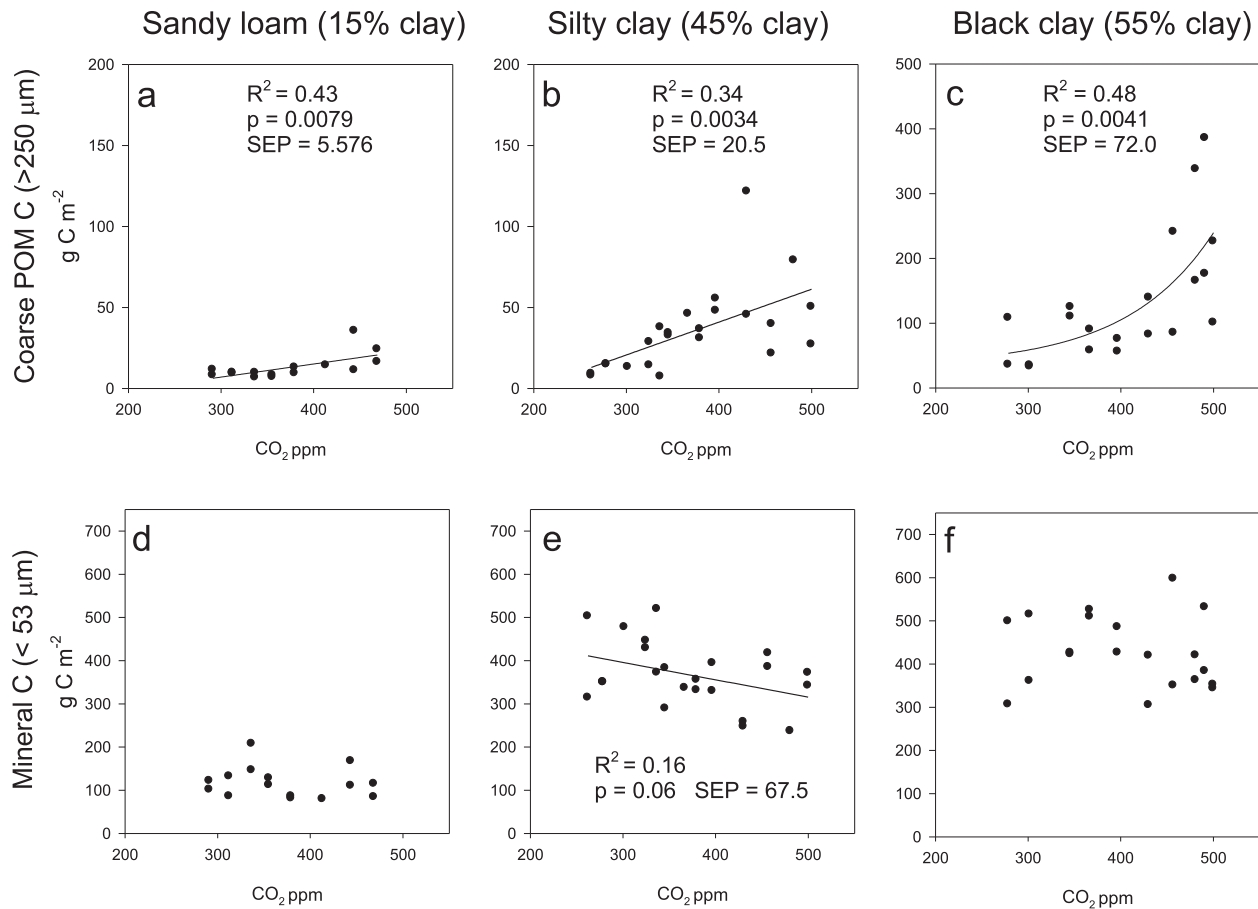 Sandy loam (15% clay)
Silty clay (45% clay)
Black clay (55% clay)
Coarse POM C (>250 μm)
g C m⁻²
200
150
100
50
0
a
R² = 0.43
p = 0.0079
SEP = 5.576
200
300
400
500
CO₂ ppm
200
150
100
50
0
b
R² = 0.34
p = 0.0034
SEP = 20.5
200
300
400
500
CO₂ ppm
500
400
300
200
100
0
c
R² = 0.48
p = 0.0041
SEP = 72.0
200
300
400
500
CO₂ ppm
Mineral C (< 53 μm)
g C m⁻²
700
600
500
400
300
200
100
0
d
200
300
400
500
CO₂ ppm
700
600
500
400
300
200
100
0
e
R² = 0.16
p = 0.06 SEP = 67.5
200
300
400
500
CO₂ ppm
700
600
500
400
300
200
100
0
f
200
300
400
500
CO₂ ppm